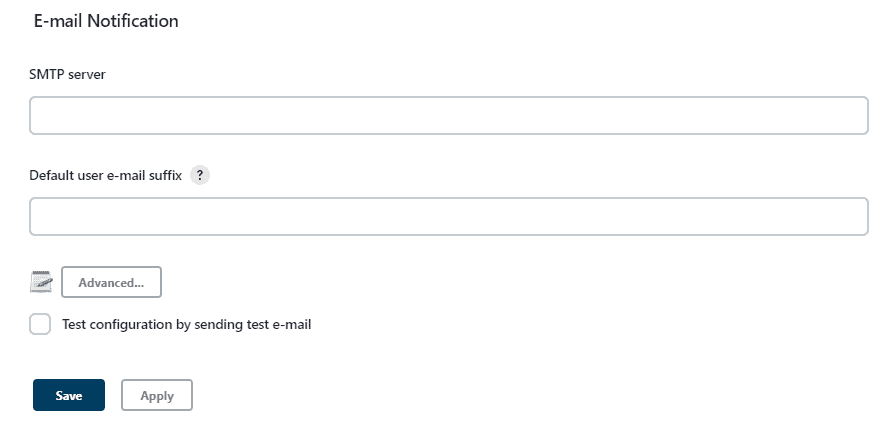 E-mail Notification
SMTP server
Default user e-mail suffix ?
Advanced...
Test configuration by sending test e-mail
Save Apply